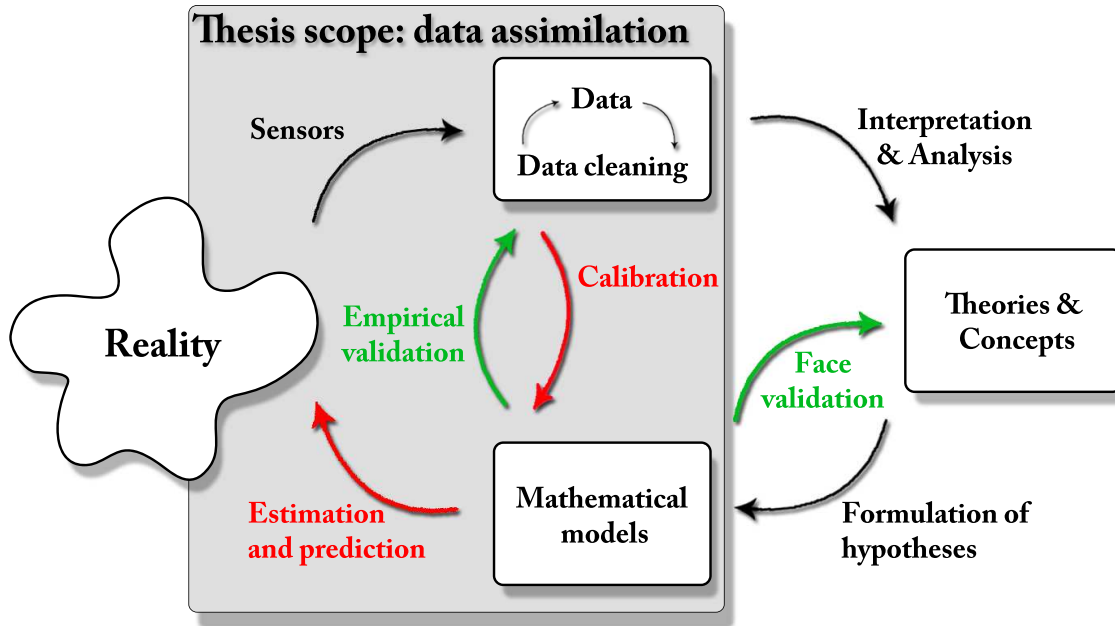 Thesis scope: data assimilation
Data
Data cleaning
Sensors
Interpretation
& Analysis
Calibration
Empirical
validation
Reality
Theories &
Concepts
Face
validation
Estimation
and prediction
Mathematical
models
Formulation of
hypotheses